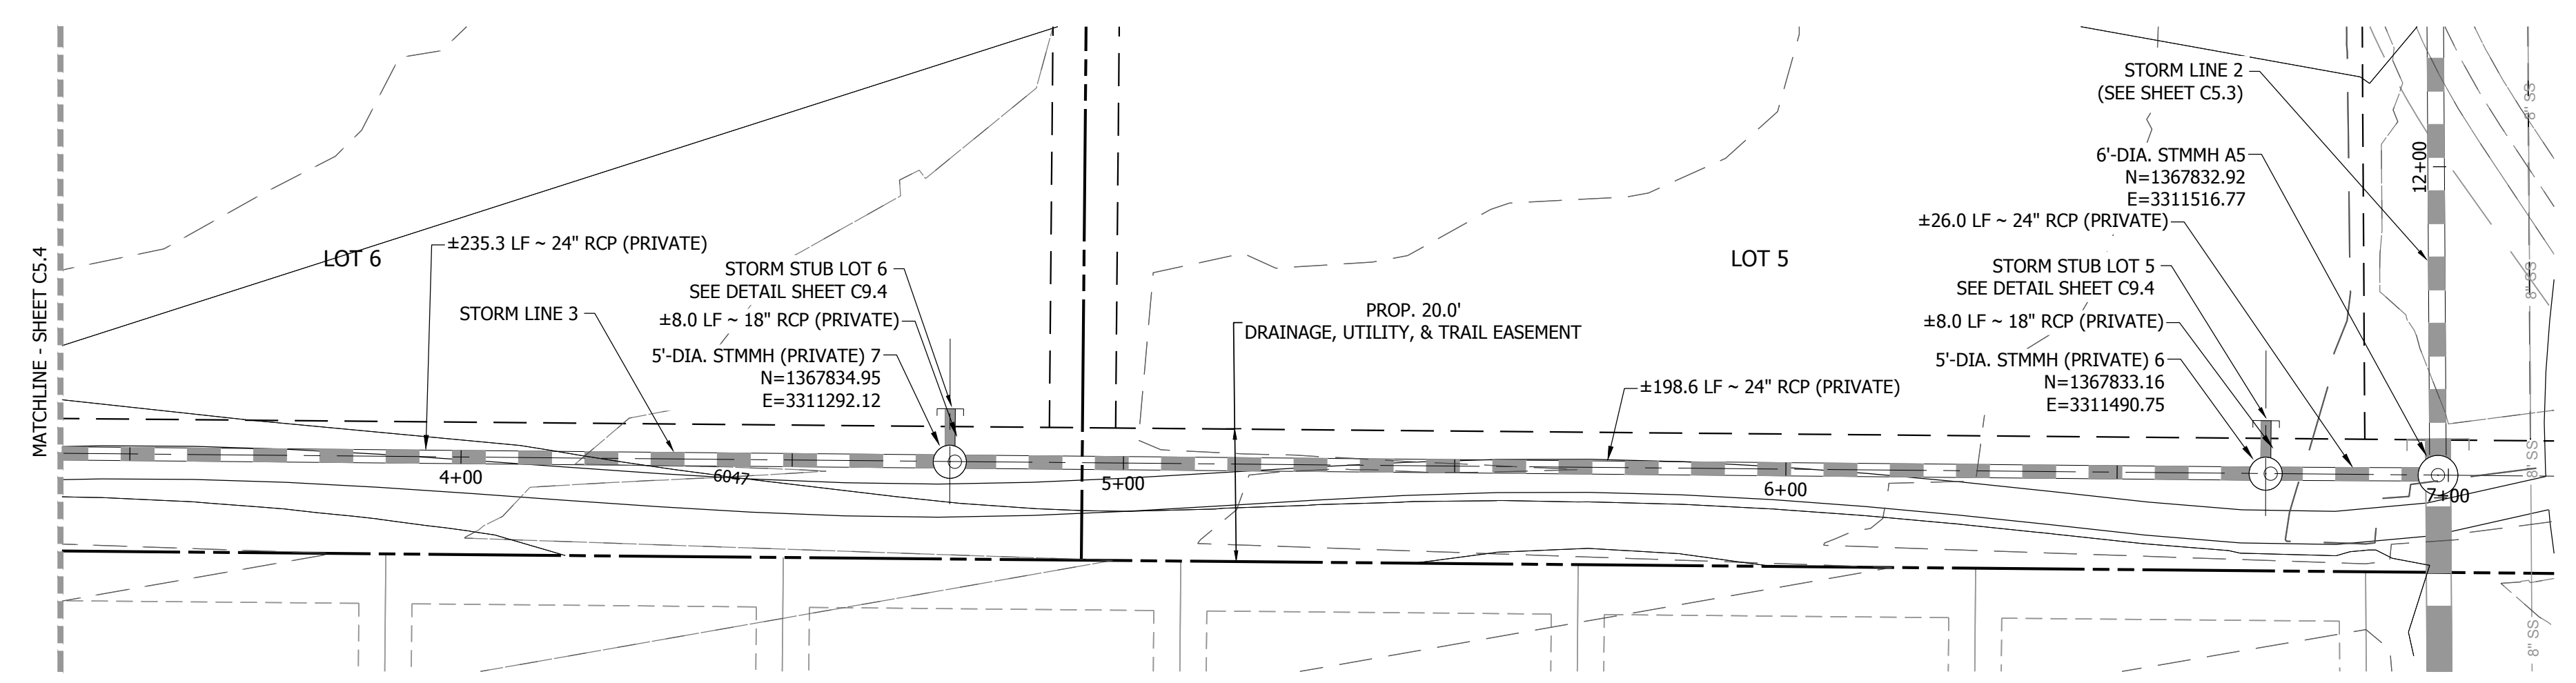 MATCHLINE - SHEET C5.4
LOT 6
±235.3 LF ~ 24" RCP (PRIVATE)
STORM LINE 3
STORM STUB LOT 6
SEE DETAIL SHEET C9.4
±8.0 LF ~ 18" RCP (PRIVATE)
5'-DIA. STMMH (PRIVATE) 7
N=1367834.95
E=3311292.12
4+00
6047
5+00
PROP. 20.0'
DRAINAGE, UTILITY, & TRAIL EASEMENT
LOT 5
±198.6 LF ~ 24" RCP (PRIVATE)
6+00
STORM LINE 2
(SEE SHEET C5.3)
6'-DIA. STMMH A5
N=1367832.92
E=3311516.77
±26.0 LF ~ 24" RCP (PRIVATE)
STORM STUB LOT 5
SEE DETAIL SHEET C9.4
±8.0 LF ~ 18" RCP (PRIVATE)
5'-DIA. STMMH (PRIVATE) 6
N=1367833.16
E=3311490.75
12+00
7+00
8" SS
8" SS
8" SS
8" SS